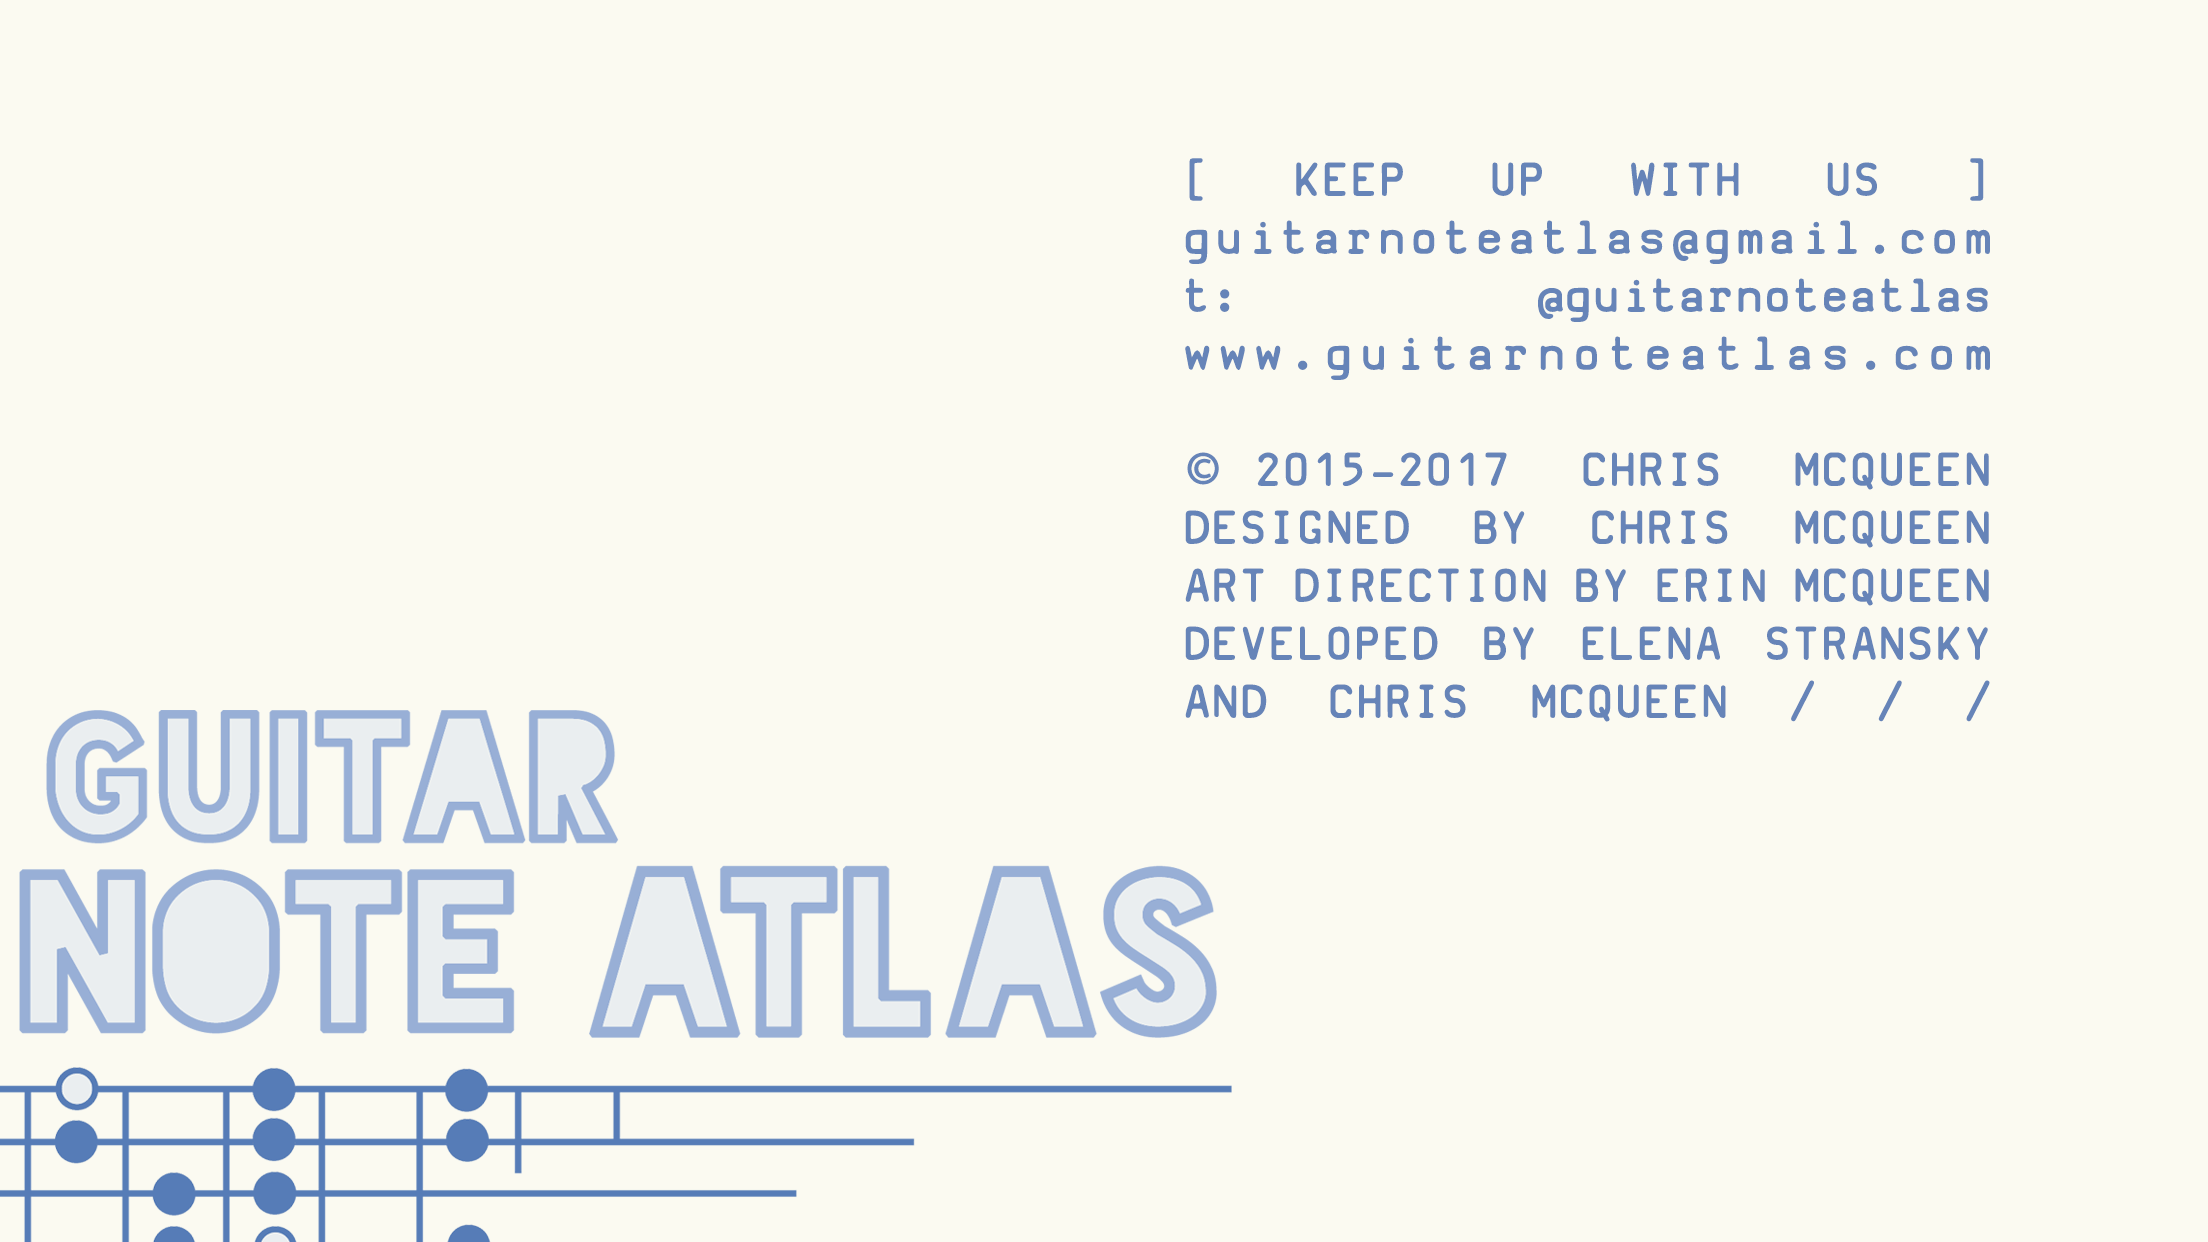 [ KEEP UP WITH US ]
guitarnoteatlas@gmail.com
t: @guitarnoteatlas
www.guitarnoteatlas.com
© 2015-2017 CHRIS MCQUEEN
DESIGNED BY CHRIS MCQUEEN
ART DIRECTION BY ERIN MCQUEEN
DEVELOPED BY ELENA STRANSKY
AND CHRIS MCQUEEN / / /
GUITAR
NOTE ATLAS